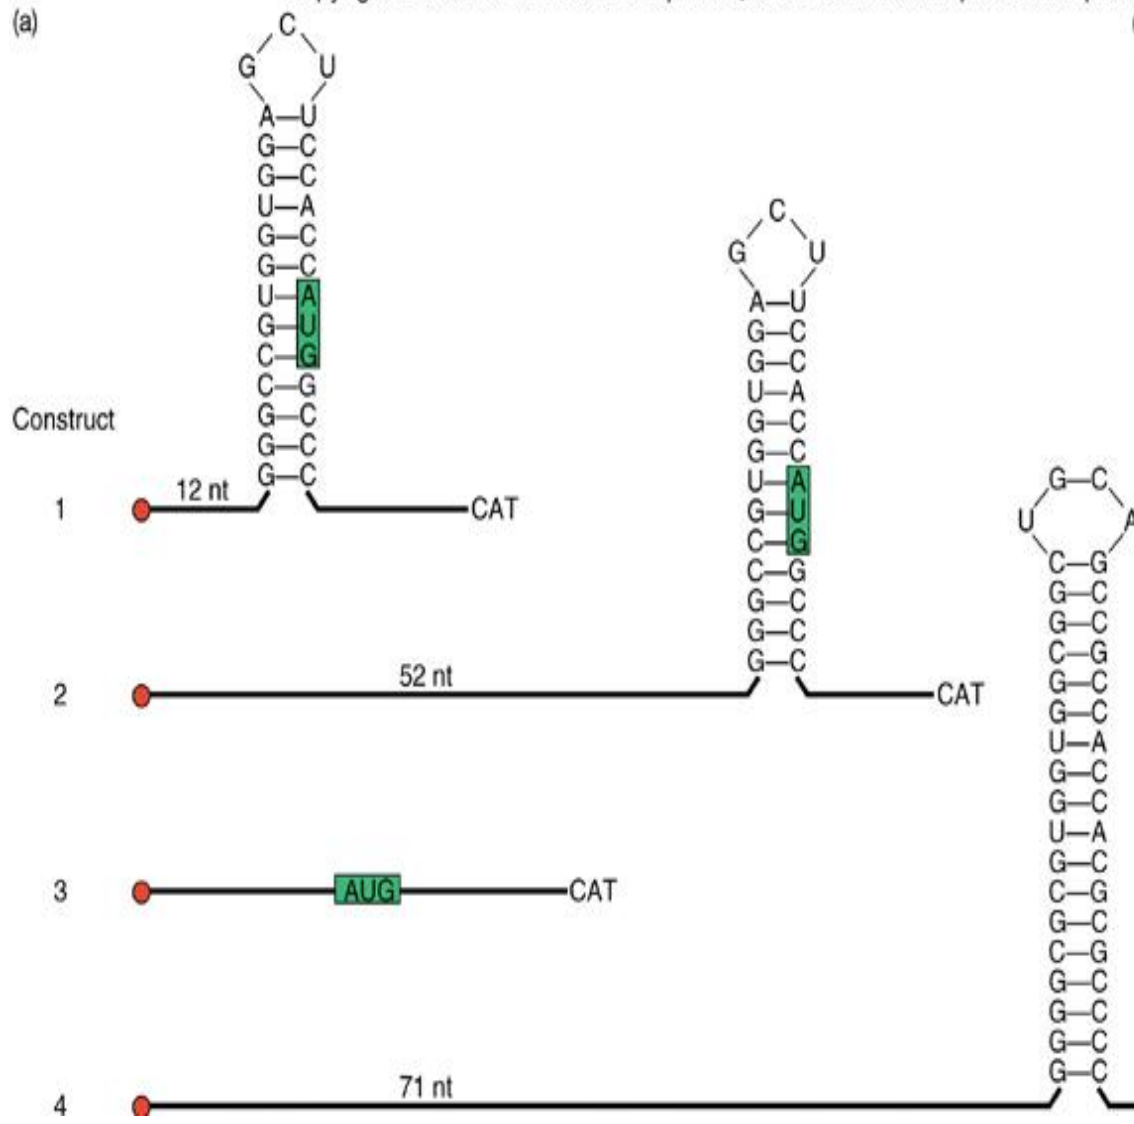 (a)
C
G U
A—U
G—C
G—C
U—A
G—C
G—C
U—A
G—U
C—G
C—G
G—C
G—C
G—C
Construct
1
12 nt
CAT
C
G U
A—U
G—C
G—C
U—A
G—C
G—C
U—A
G—U
C—G
C—G
G—C
G—C
G—C
2
52 nt
CAT
3
AUG
CAT
G—C
U A
C—G
G—C
G—C
C—G
G—C
G—C
U—A
G—C
G—C
U—A
G—C
C—G
G—C
C—G
G—C
G—C
G—C
G—C
4
71 nt